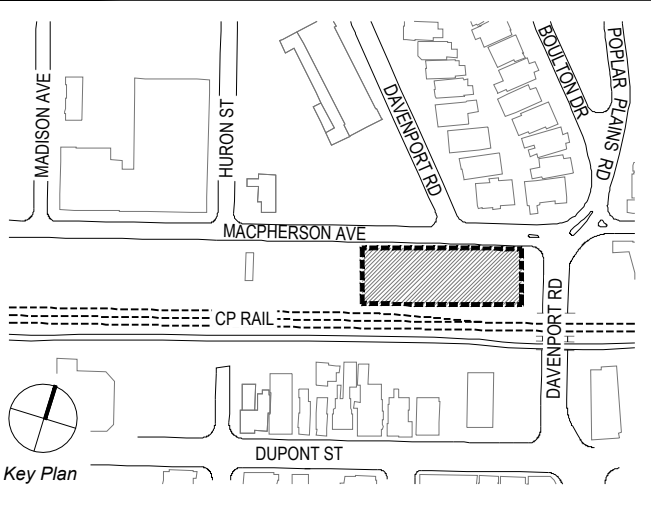 MADISON AVE
HURON ST
DAVENPORT RD
BOULTON DR
POPLAR PLAINS RD
MACPHERSON AVE
CP RAIL
DAVENPORT RD
DUPONT ST
Key Plan